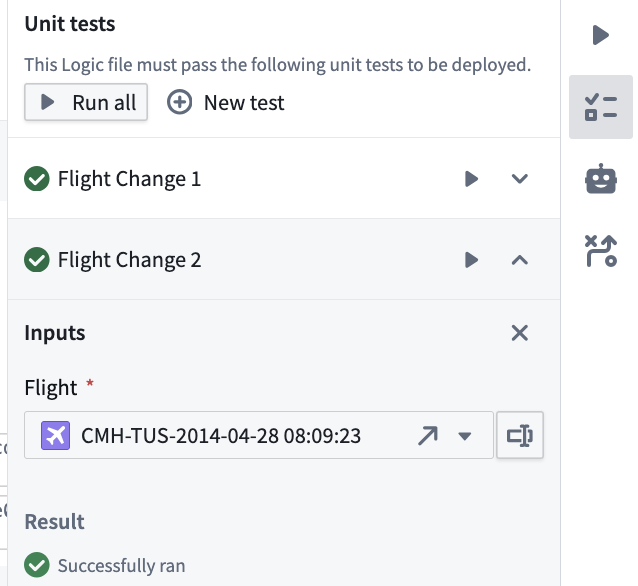 Unit tests
This Logic file must pass the following unit tests to be deployed.
Run all
New test
Flight Change 1
Flight Change 2
Inputs
Flight *
CMH-TUS-2014-04-28 08:09:23
Result
Successfully ran